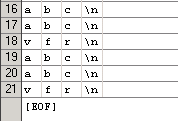 16 a b c \n
17 a b c \n
18 v f r \n
19 a b c \n
20 a b c \n
21 v f r \n
[EOF]